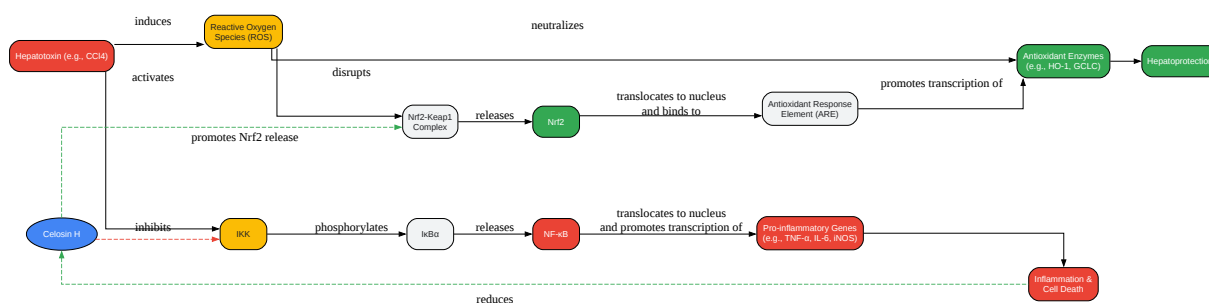 induces
Reactive Oxygen
Species (ROS)
neutralizes
Hepatotoxin (e.g., CCl4)
activates
disrupts
Antioxidant Enzymes
(e.g., HO-1, GCLC)
Hepatoprotection
promotes transcription of
translocates to nucleus
and binds to
Antioxidant Response
Element (ARE)
Nrf2-Keap1
Complex
releases
Nrf2
promotes Nrf2 release
Celosin H
inhibits
IKK
phosphorylates
IκBα
releases
NF-κB
translocates to nucleus
and promotes transcription of
Pro-inflammatory Genes
(e.g., TNF-α, IL-6, iNOS)
Inflammation &
Cell Death
reduces